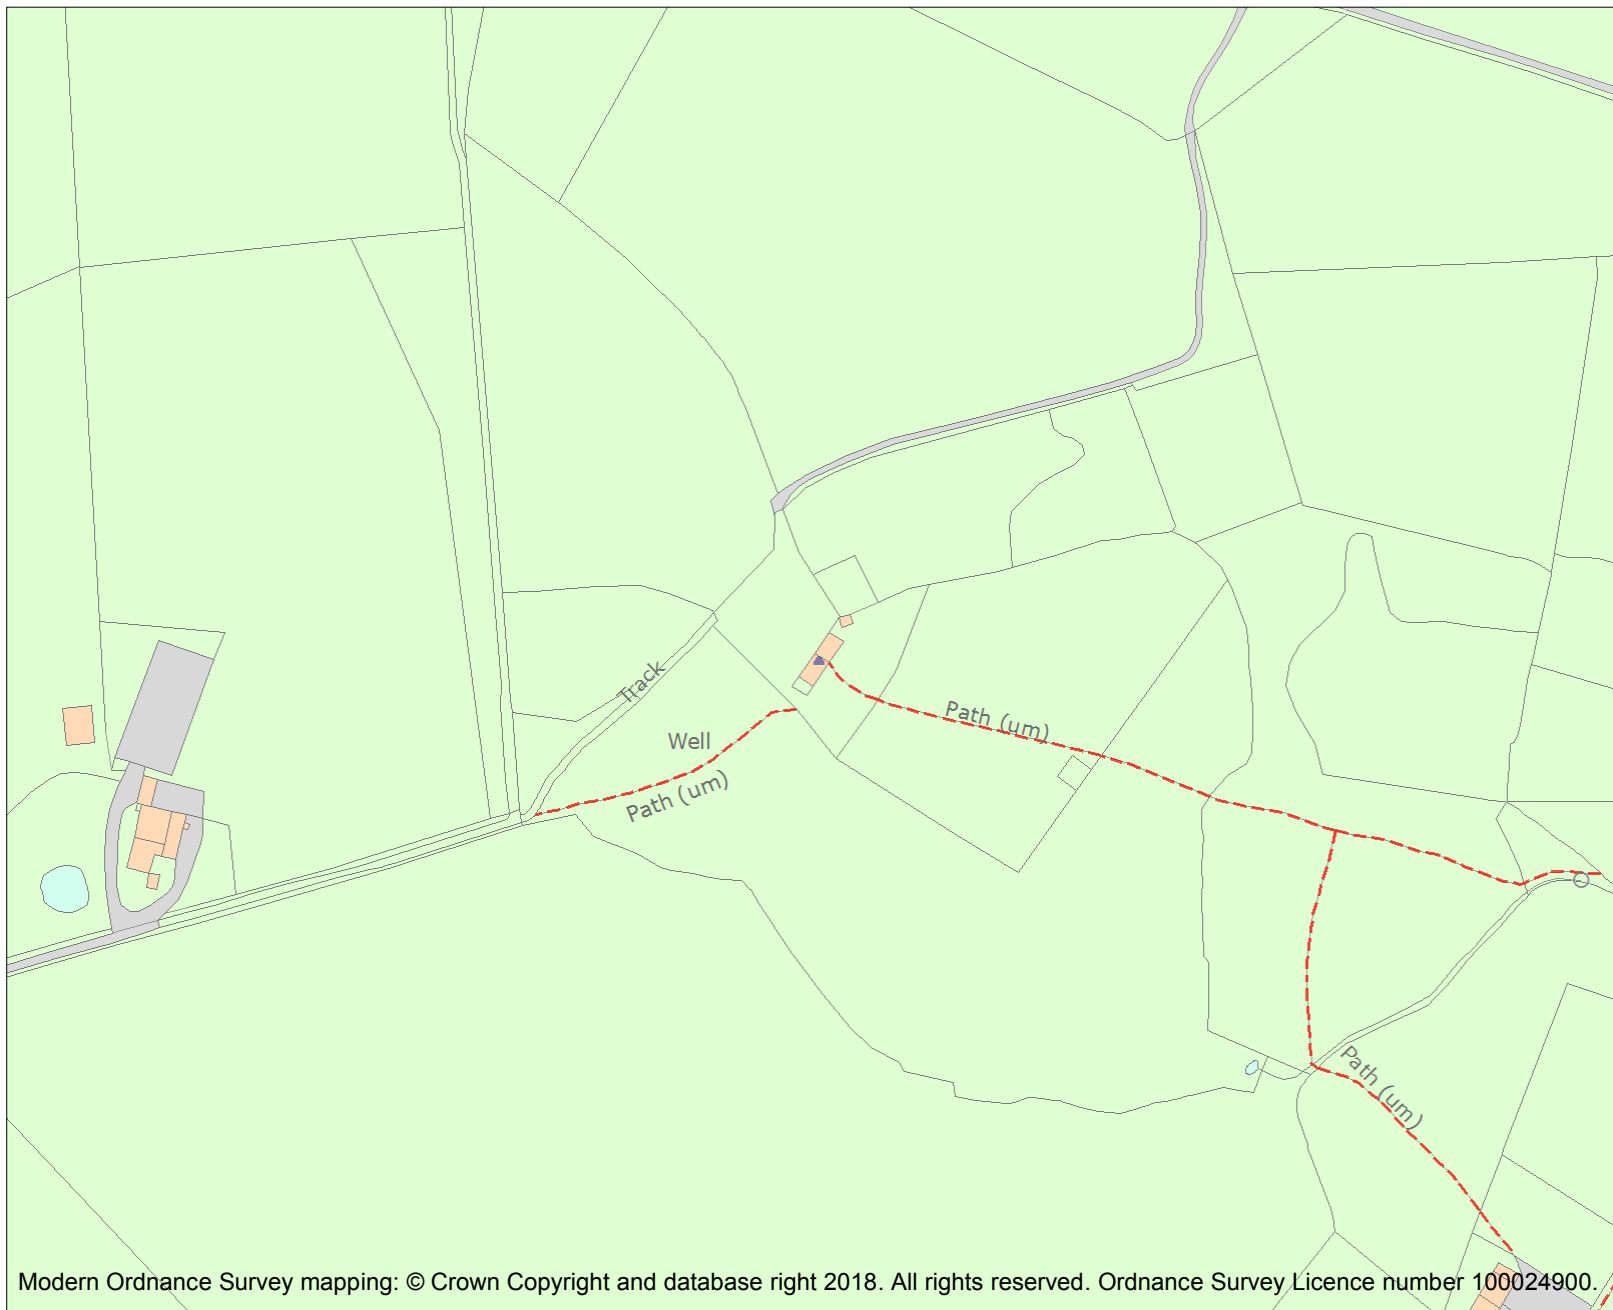 Track
Path (um)
Well
Path (um)
Path (um)
Modern Ordnance Survey mapping: © Crown Copyright and database right 2018. All rights reserved. Ordnance Survey Licence number 100024900.